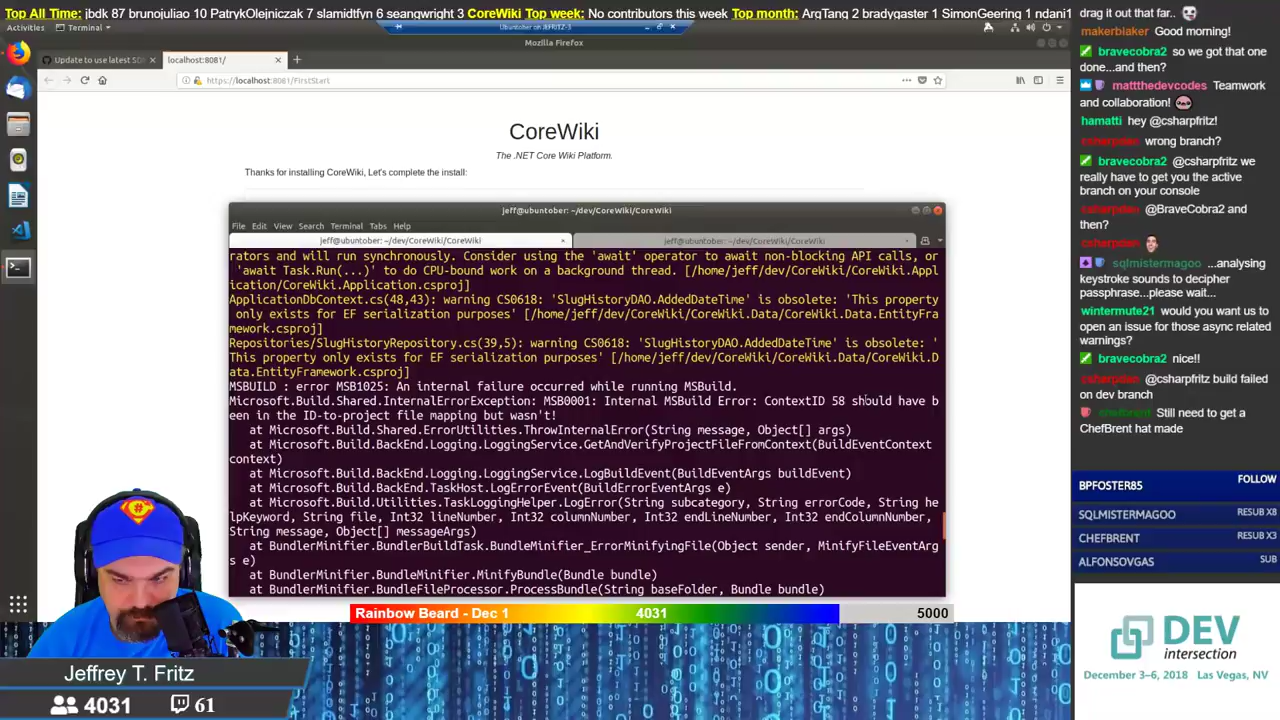 Top All Time: jbdk 87 brunojuliao 10 PatrykOlejniczak 7 slamidtfyn 6 seangwright 3 CoreWiki Top week: No contributors this week Top month: ArgTang 2 bradygaster 1 SimonGeering 1 ndani1
Activities
Terminal
Ubuntober on JEFRITZ-3
Mozilla Firefox
Update to use latest SD
localhost:8081/
https://localhost:8081/FirstStart
CoreWiki
The .NET Core Wiki Platform.
Thanks for installing CoreWiki, Let's complete the install:
jeff@ubuntober: ~/dev/CoreWiki/CoreWiki
File Edit View Search Terminal Tabs Help
jeff@ubuntober: ~/dev/CoreWiki/CoreWiki
jeff@ubuntober: ~/dev/CoreWiki/CoreWiki
rators and will run synchronously. Consider using the 'await' operator to await non-blocking API calls, or
'await Task.Run(...)' to do CPU-bound work on a background thread. [/home/jeff/dev/CoreWiki/CoreWiki.Appl
ication/CoreWiki.Application.csproj]
ApplicationDbContext.cs(48,43): warning CS0618: 'SlugHistoryDAO.AddedDateTime' is obsolete: 'This property
only exists for EF serialization purposes' [/home/jeff/dev/CoreWiki/CoreWiki.Data/CoreWiki.Data.EntityFra
mework.csproj]
Repositories/SlugHistoryRepository.cs(39,5): warning CS0618: 'SlugHistoryDAO.AddedDateTime' is obsolete: '
This property only exists for EF serialization purposes' [/home/jeff/dev/CoreWiki/CoreWiki.Data/CoreWiki.D
ata.EntityFramework.csproj]
MSBUILD : error MSB1025: An internal failure occurred while running MSBuild.
Microsoft.Build.Shared.InternalErrorException: MSB0001: Internal MSBuild Error: ContextID 58 should have b
een in the ID-to-project file mapping but wasn't!
at Microsoft.Build.Shared.ErrorUtilities.ThrowInternalError(String message, Object[] args)
at Microsoft.Build.BackEnd.Logging.LoggingService.GetAndVerifyProjectFileFromContext(BuildEventContext
context)
at Microsoft.Build.BackEnd.Logging.LoggingService.LogBuildEvent(BuildEventArgs buildEvent)
at Microsoft.Build.BackEnd.TaskHost.LogErrorEvent(BuildErrorEventArgs e)
at Microsoft.Build.Utilities.TaskLoggingHelper.LogError(String subcategory, String errorCode, String he
lpKeyword, String file, Int32 lineNumber, Int32 columnNumber, Int32 endLineNumber, Int32 endColumnNumber,
String message, Object[] messageArgs)
at BundlerMinifier.BundlerBuildTask.BundleMinifier_ErrorMinifyingFile(Object sender, MinifyFileEventArg
s e)
at BundlerMinifier.BundleMinifier.MinifyBundle(Bundle bundle)
at BundlerMinifier.BundleFileProcessor.ProcessBundle(String baseFolder, Bundle bundle)
Rainbow Beard - Dec 1
4031
5000
Jeffrey T. Fritz
4031
61
drag it out that far..
makerblaker Good morning!
bravecobra2 so we got that one
done...and then?
mattthedevcodes Teamwork
and collaboration!
hamatti hey @csharpfritz!
wrong branch?
bravecobra2 @csharpfritz we
really have to get you the active
branch on your console
@BraveCobra2 and
then?
sqlmistermagoo ...analysing
keystroke sounds to decipher
passphrase...please wait...
wintermute21 would you want us to
open an issue for those async related
warnings?
bravecobra2 nice!!
@csharpfritz build failed
on dev branch
Still need to get a
ChefBrent hat made
BPFOSTER85 FOLLOW
SQLMISTERMAGOO RESUB X8
CHEFBRENT RESUB X3
ALFONSOVGAS SUB
DEV
intersection
December 3–6, 2018 Las Vegas, NV